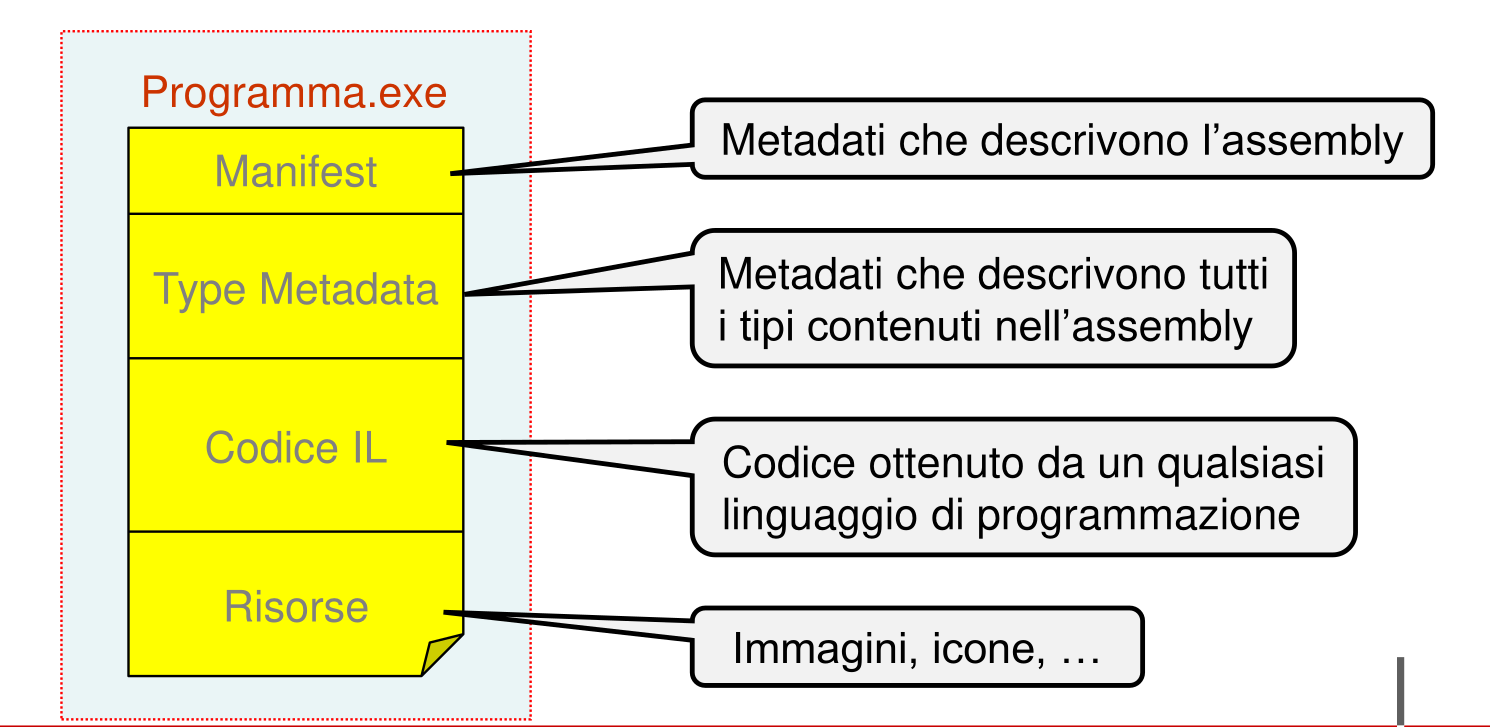 Programma.exe
Manifest
Metadati che descrivono l’assembly
Type Metadata
Metadati che descrivono tutti
i tipi contenuti nell’assembly
Codice IL
Codice ottenuto da un qualsiasi
linguaggio di programmazione
Risorse
Immagini, icone, …